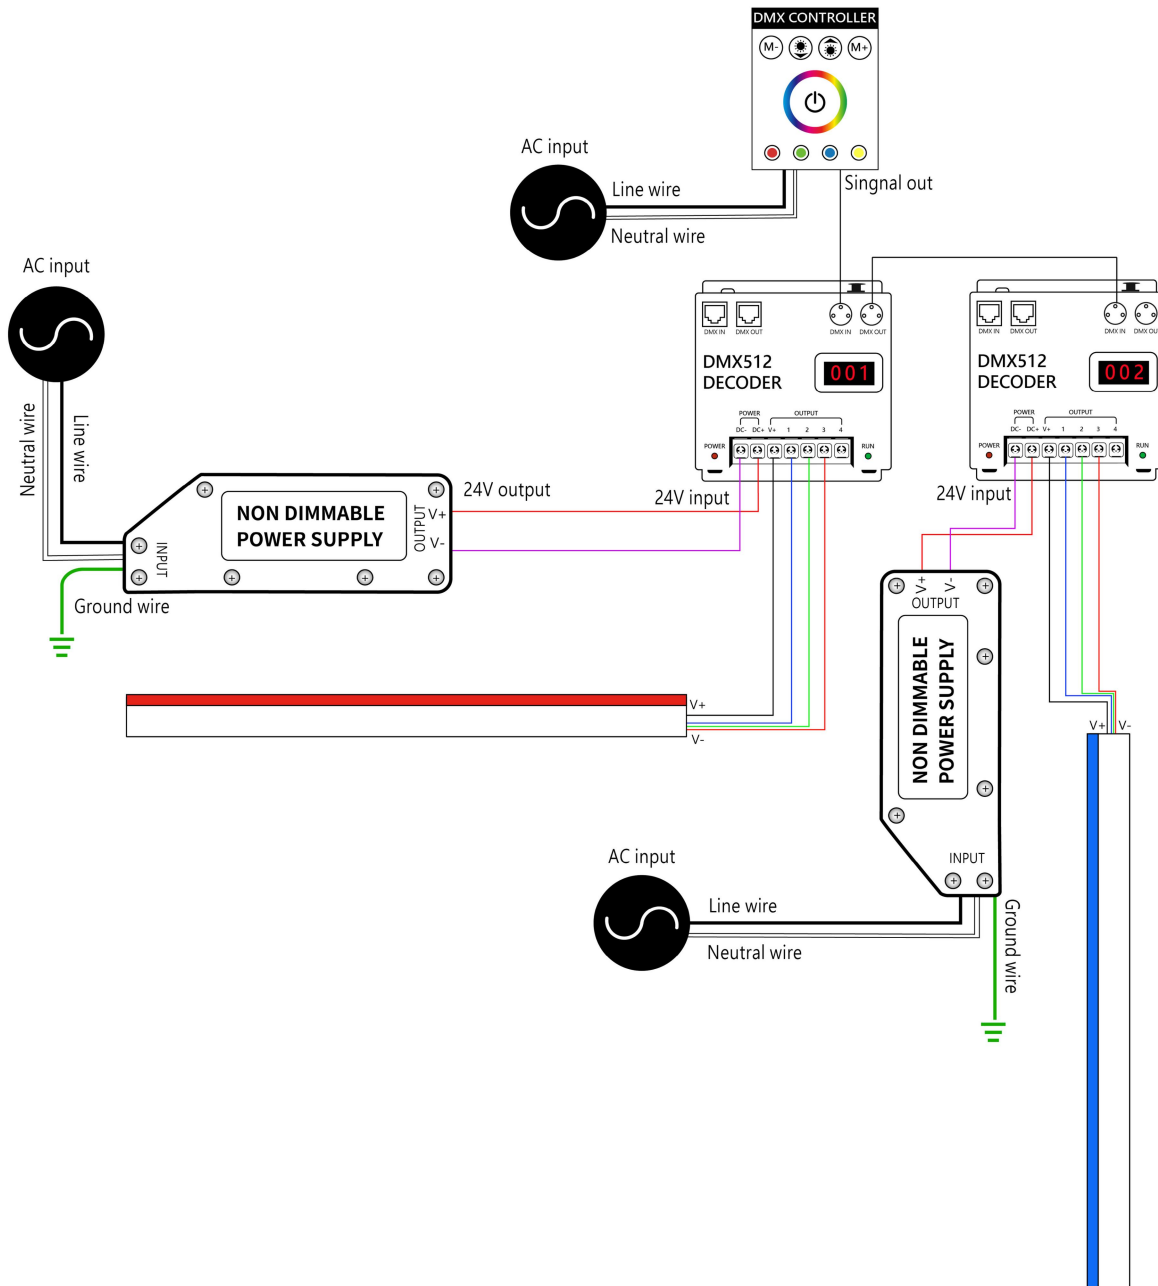 DMX CONTROLLER
M-
M+
AC input
Line wire
Neutral wire
Singnal out
AC input
Neutral wire
Line wire
DMX IN
DMX OUT
DMX IN
DMX OUT
DMX512
DECODER
001
POWER
OUTPUT
DC-
DC+
V+
1
2
3
4
POWER
RUN
DMX IN
DMX OUT
DMX IN
DMX OU
DMX512
DECODER
002
POWER
OUTPUT
DC-
DC+
V+
1
2
3
4
POWER
RUN
24V output
24V input
24V input
NON DIMMABLE
POWER SUPPLY
INPUT
OUTPUT
V+
V-
Ground wire
V+
V-
OUTPUT
NON DIMMABLE
POWER SUPPLY
INPUT
V+
V-
V+
V-
AC input
Line wire
Neutral wire
Ground wire